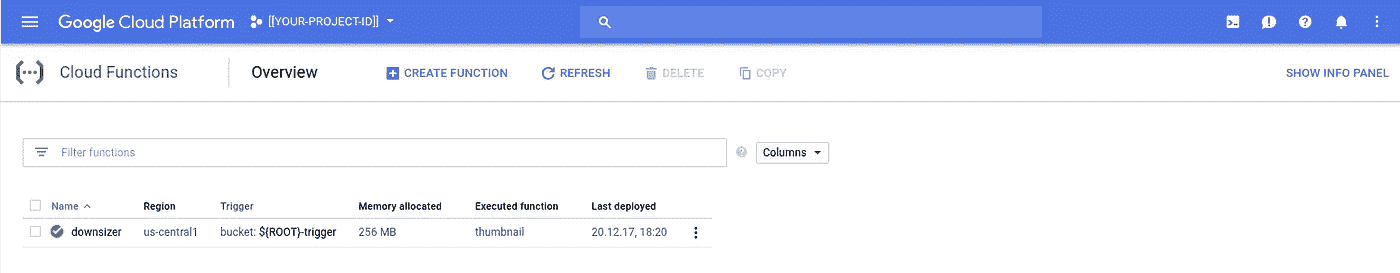 Google Cloud Platform [[YOUR-PROJECT-ID]]
Cloud Functions Overview CREATE FUNCTION REFRESH DELETE COPY SHOW INFO PANEL
Filter functions Columns
Name Region Trigger Memory allocated Executed function Last deployed
downsizer us-central1 bucket: ${ROOT}-trigger 256 MB thumbnail 20.12.17, 18:20